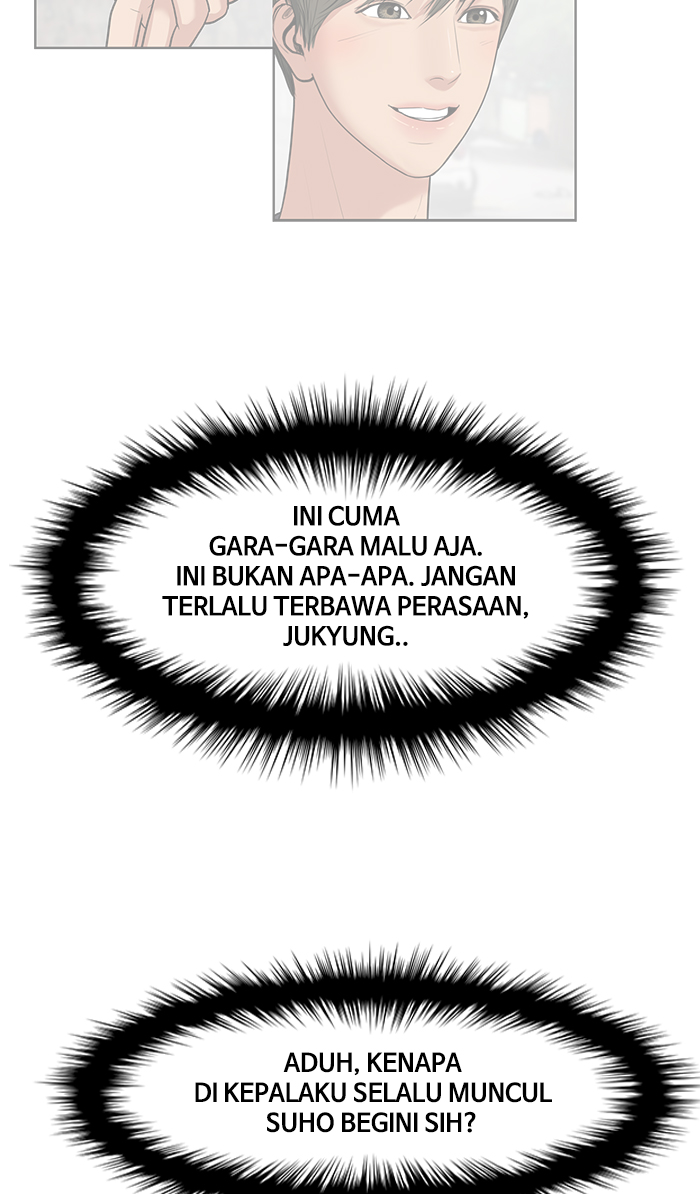 INI CUMA
GARA-GARA MALU AJA.
INI BUKAN APA-APA. JANGAN
TERLALU TERBAWA PERASAAN,
JUKYUNG..
ADUH, KENAPA
DI KEPALAKU SELALU MUNCUL
SUHO BEGINI SIH?